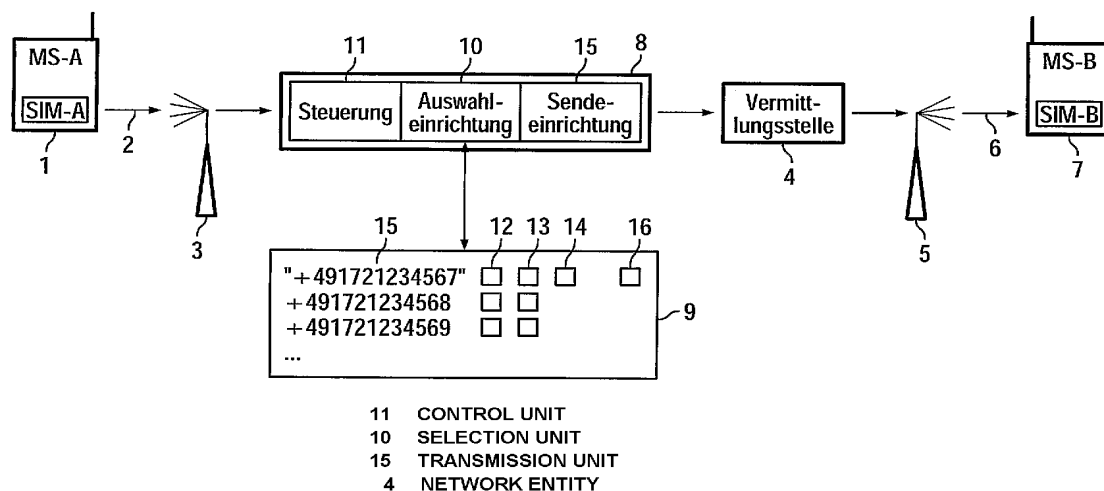 11 10 15 8
MS-A
SIM-A
1
2
3
Steuerung
Auswahl-
einrichtung
Sende-
einrichtung
Vermitt-
lungsstelle
4
5
6
MS-B
SIM-B
7
15 12 13 14 16
"+491721234567"
+491721234568
+491721234569
...
9
11 CONTROL UNIT
10 SELECTION UNIT
15 TRANSMISSION UNIT
4 NETWORK ENTITY